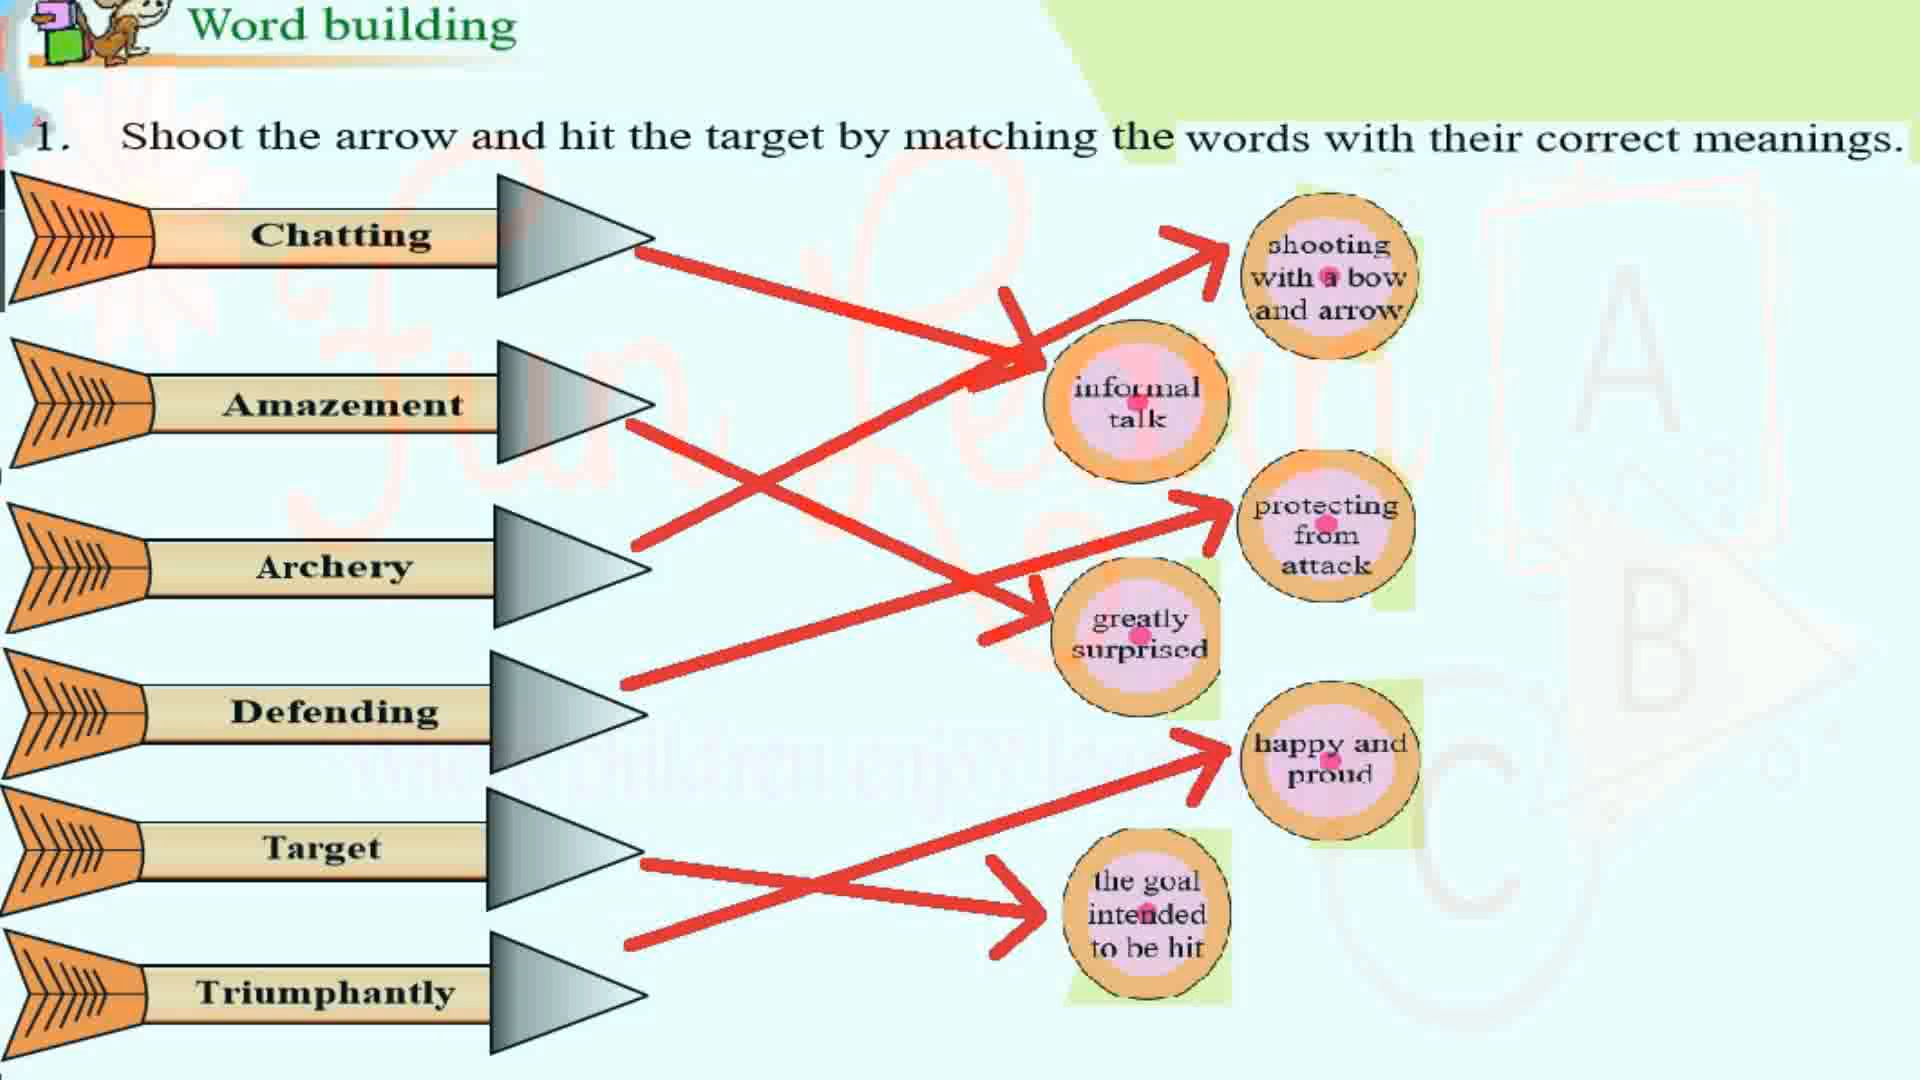 Word building
1. Shoot the arrow and hit the target by matching the words with their correct meanings.
Chatting
Amazement
Archery
Defending
Target
Triumphantly
shooting
with a bow
and arrow
informal
talk
protecting
from
attack
greatly
surprised
happy and
proud
the goal
intended
to be hit
Fun Learn
A
B
C